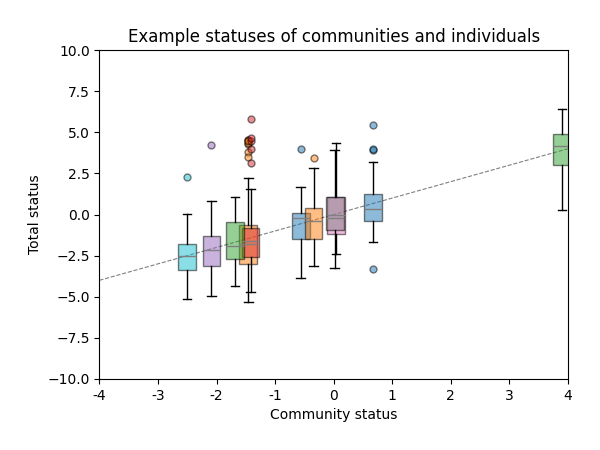 Example statuses of communities and individuals
10.0
7.5
5.0
2.5
0.0
−2.5
−5.0
−7.5
−10.0
Total status
-4 -3 -2 -1 0 1 2 3 4
Community status